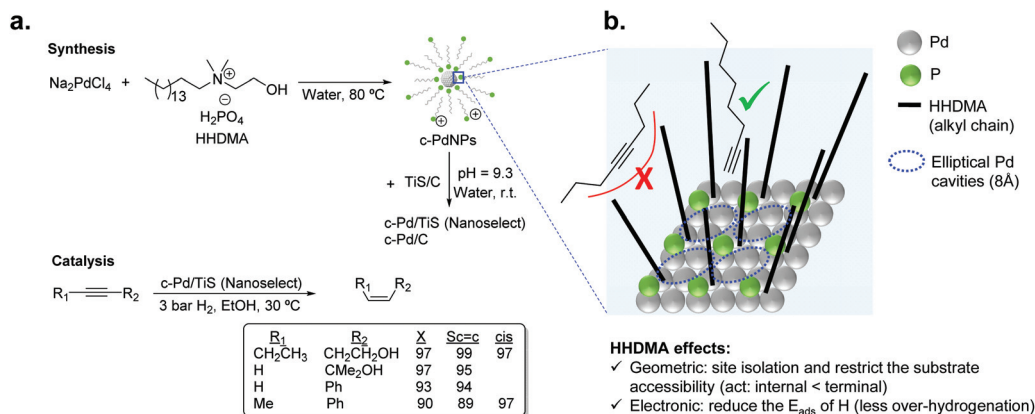 a.
Synthesis
Na₂PdCl₄ + 13 N ⊕ OH
⊖
H₂PO₄
HHDMA
Water, 80 ºC
⊕ ⊕
c-PdNPs
+ TiS/C
pH = 9.3
Water, r.t.
c-Pd/TiS (Nanoselect)
c-Pd/C
Catalysis
R₁ R₂
c-Pd/TiS (Nanoselect)
3 bar H₂, EtOH, 30 ºC
R₁ R₂
R₁ R₂ X Sc=c cis
CH₂CH₃ CH₂CH₂OH 97 99 97
H CMe₂OH 97 95
H Ph 93 94
Me Ph 90 89 97
b.
X
Pd
P
HHDMA
(alkyl chain)
Elliptical Pd
cavities (8Å)
HHDMA effects:
✓ Geometric: site isolation and restrict the substrate
accessibility (act: internal < terminal)
✓ Electronic: reduce the E_ads of H (less over-hydrogenation)